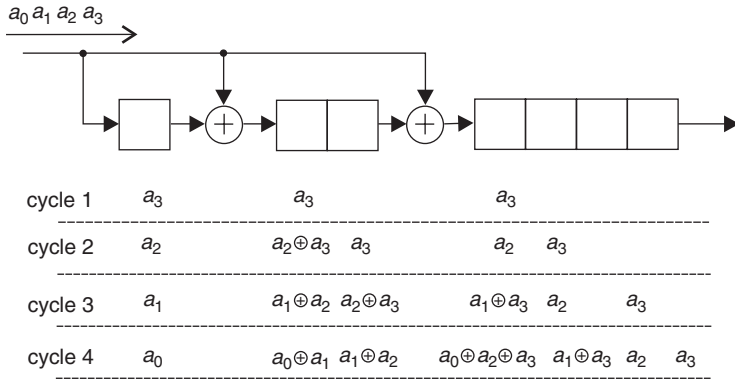 a₀ a₁ a₂ a₃
+ +
cycle 1 a₃ a₃ a₃
cycle 2 a₂ a₂⊕a₃ a₃ a₂ a₃
cycle 3 a₁ a₁⊕a₂ a₂⊕a₃ a₁⊕a₃ a₂ a₃
cycle 4 a₀ a₀⊕a₁ a₁⊕a₂ a₀⊕a₂⊕a₃ a₁⊕a₃ a₂ a₃